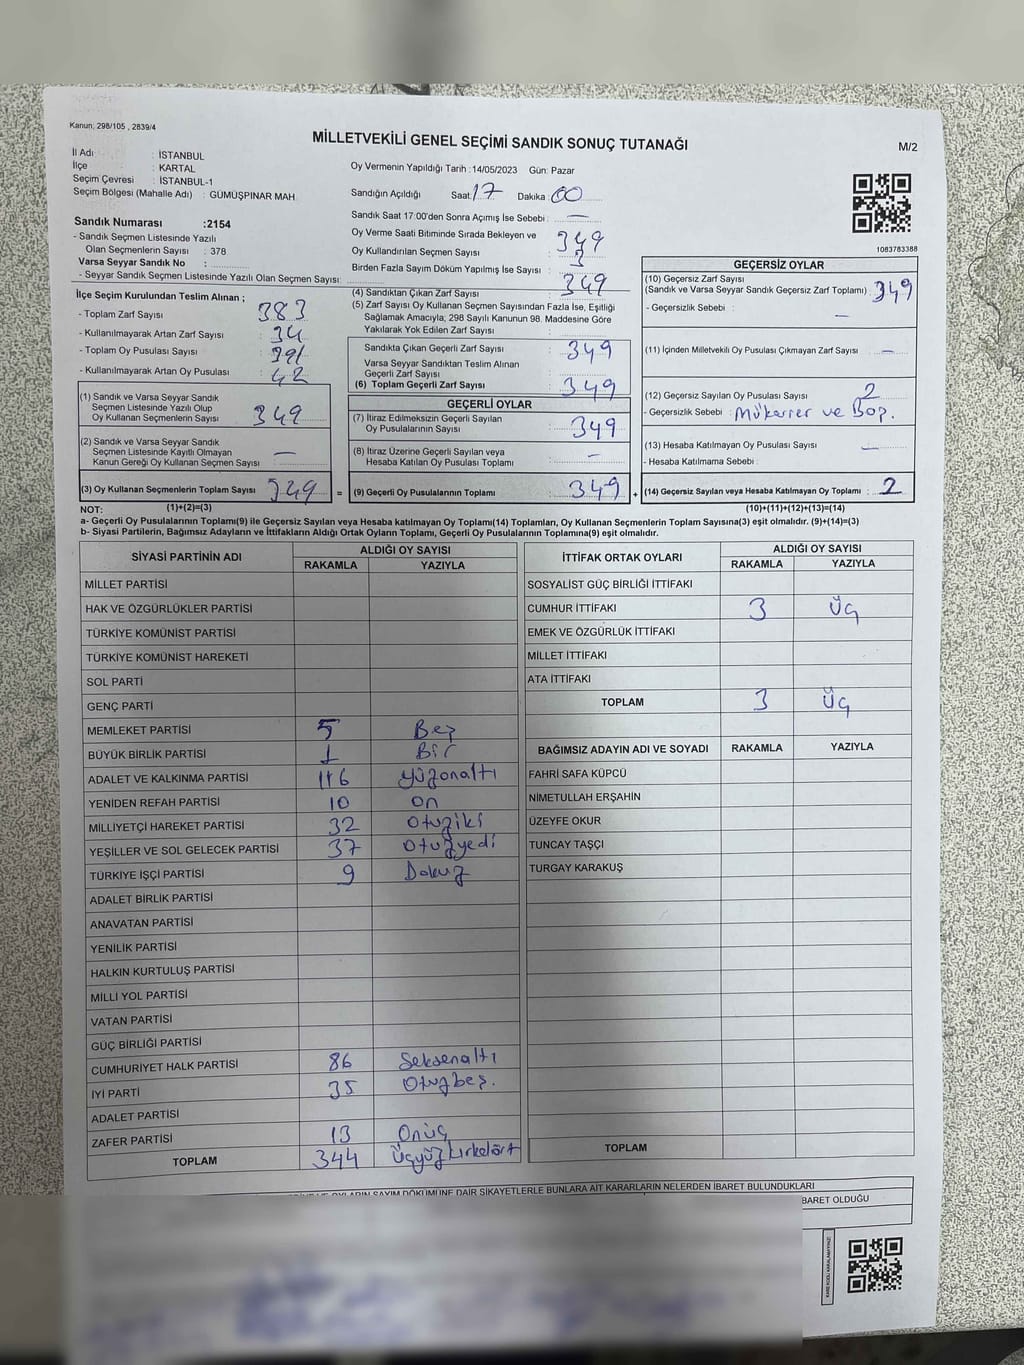 Kanun: 298/105 , 2839/4
MİLLETVEKİLİ GENEL SEÇİMİ SANDIK SONUÇ TUTANAĞI
M/2
İl Adı : İSTANBUL
İlçe : KARTAL
Seçim Çevresi : İSTANBUL-1
Seçim Bölgesi (Mahalle Adı) : GÜMÜŞPINAR MAH.
Oy Vermenin Yapıldığı Tarih : 14/05/2023 Gün: Pazar
Sandığın Açıldığı Saat: 17 Dakika: 00
Sandık Saat 17:00'den Sonra Açımış İse Sebebi : —
Oy Verme Saati Bitiminde Sırada Bekleyen ve
Oy Kullandırılan Seçmen Sayısı : 349
Birden Fazla Sayım Döküm Yapılmış İse Sayısı : 3
Sandık Numarası :2154
- Sandık Seçmen Listesinde Yazılı
Olan Seçmenlerin Sayısı : 378
Varsa Seyyar Sandık No :
- Seyyar Sandık Seçmen Listesinde Yazılı Olan Seçmen Sayısı:
1083783388
İlçe Seçim Kurulundan Teslim Alınan ;
- Toplam Zarf Sayısı : 383
- Kullanılmayarak Artan Zarf Sayısı : 34
- Toplam Oy Pusulası Sayısı : 391
- Kullanılmayarak Artan Oy Pusulası : 42
(1) Sandık ve Varsa Seyyar Sandık
Seçmen Listesinde Yazılı Olup
Oy Kullanan Seçmenlerin Sayısı : 349
(2) Sandık ve Varsa Seyyar Sandık
Seçmen Listesinde Kayıtlı Olmayan
Kanun Gereği Oy Kullanan Seçmen Sayısı : —
(3) Oy Kullanan Seçmenlerin Toplam Sayısı : 349
(1)+(2)=(3)
(4) Sandıktan Çıkan Zarf Sayısı : 349
(5) Zarf Sayısı Oy Kullanan Seçmen Sayısından Fazla İse, Eşitliği
Sağlamak Amacıyla; 298 Sayılı Kanunun 98. Maddesine Göre
Yakılarak Yok Edilen Zarf Sayısı :
Sandıkta Çıkan Geçerli Zarf Sayısı : 349
Varsa Seyyar Sandıktan Teslim Alınan
Geçerli Zarf Sayısı :
(6) Toplam Geçerli Zarf Sayısı : 349
GEÇERLİ OYLAR
(7) İtiraz Edilmeksizin Geçerli Sayılan
Oy Pusulalarının Sayısı : 349
(8) İtiraz Üzerine Geçerli Sayılan veya
Hesaba Katılan Oy Pusulası Toplamı : —
= (9) Geçerli Oy Pusulalarının Toplamı : 349 +
GEÇERSİZ OYLAR
(10) Geçersiz Zarf Sayısı
(Sandık ve Varsa Seyyar Sandık Geçersiz Zarf Toplamı) : 349
- Geçersizlik Sebebi : —
(11) İçinden Milletvekili Oy Pusulası Çıkmayan Zarf Sayısı : —
(12) Geçersiz Sayılan Oy Pusulası Sayısı : 2
- Geçersizlik Sebebi : Mükerrer ve Boş.
(13) Hesaba Katılmayan Oy Pusulası Sayısı : —
- Hesaba Katılmama Sebebi :
(14) Geçersiz Sayılan veya Hesaba Katılmayan Oy Toplamı : 2
(10)+(11)+(12)+(13)=(14)
NOT:
a- Geçerli Oy Pusulalarının Toplamı(9) ile Geçersiz Sayılan veya Hesaba katılmayan Oy Toplamı(14) Toplamları, Oy Kullanan Seçmenlerin Toplam Sayısına(3) eşit olmalıdır. (9)+(14)=(3)
b- Siyasi Partilerin, Bağımsız Adayların ve İttifakların Aldığı Ortak Oyların Toplamı, Geçerli Oy Pusulalarının Toplamına(9) eşit olmalıdır.
SİYASİ PARTİNİN ADI ALDIĞI OY SAYISI
RAKAMLA YAZIYLA
MİLLET PARTİSİ
HAK VE ÖZGÜRLÜKLER PARTİSİ
TÜRKİYE KOMÜNİST PARTİSİ
TÜRKİYE KOMÜNİST HAREKETİ
SOL PARTİ
GENÇ PARTİ
MEMLEKET PARTİSİ 5 Beş
BÜYÜK BİRLİK PARTİSİ 1 Bir
ADALET VE KALKINMA PARTİSİ 116 yüzonaltı
YENİDEN REFAH PARTİSİ 10 on
MİLLİYETÇİ HAREKET PARTİSİ 32 otuziki
YEŞİLLER VE SOL GELECEK PARTİSİ 37 otuzyedi
TÜRKİYE İŞÇİ PARTİSİ 9 Dokuz
ADALET BİRLİK PARTİSİ
ANAVATAN PARTİSİ
YENİLİK PARTİSİ
HALKIN KURTULUŞ PARTİSİ
MİLLİ YOL PARTİSİ
VATAN PARTİSİ
GÜÇ BİRLİĞİ PARTİSİ
CUMHURİYET HALK PARTİSİ 86 Seksenaltı
İYİ PARTİ 35 Otuzbeş.
ADALET PARTİSİ
ZAFER PARTİSİ 13 Onüç
TOPLAM 344 Üçyüzkırkdört
İTTİFAK ORTAK OYLARI ALDIĞI OY SAYISI
RAKAMLA YAZIYLA
SOSYALİST GÜÇ BİRLİĞİ İTTİFAKI
CUMHUR İTTİFAKI 3 Üç
EMEK VE ÖZGÜRLÜK İTTİFAKI
MİLLET İTTİFAKI
ATA İTTİFAKI
TOPLAM 3 Üç
BAĞIMSIZ ADAYIN ADI VE SOYADI RAKAMLA YAZIYLA
FAHRİ SAFA KÜPCÜ
NİMETULLAH ERŞAHİN
ÜZEYFE OKUR
TUNCAY TAŞÇI
TURGAY KARAKUŞ
TOPLAM
OYLARIN SAYIM DÖKÜMÜNE DAİR ŞİKAYETLERLE BUNLARA AİT KARARLARIN NELERDEN İBARET BULUNDUKLARI
BARET OLDUĞU
KARE KODU KARALAMAYINIZ!